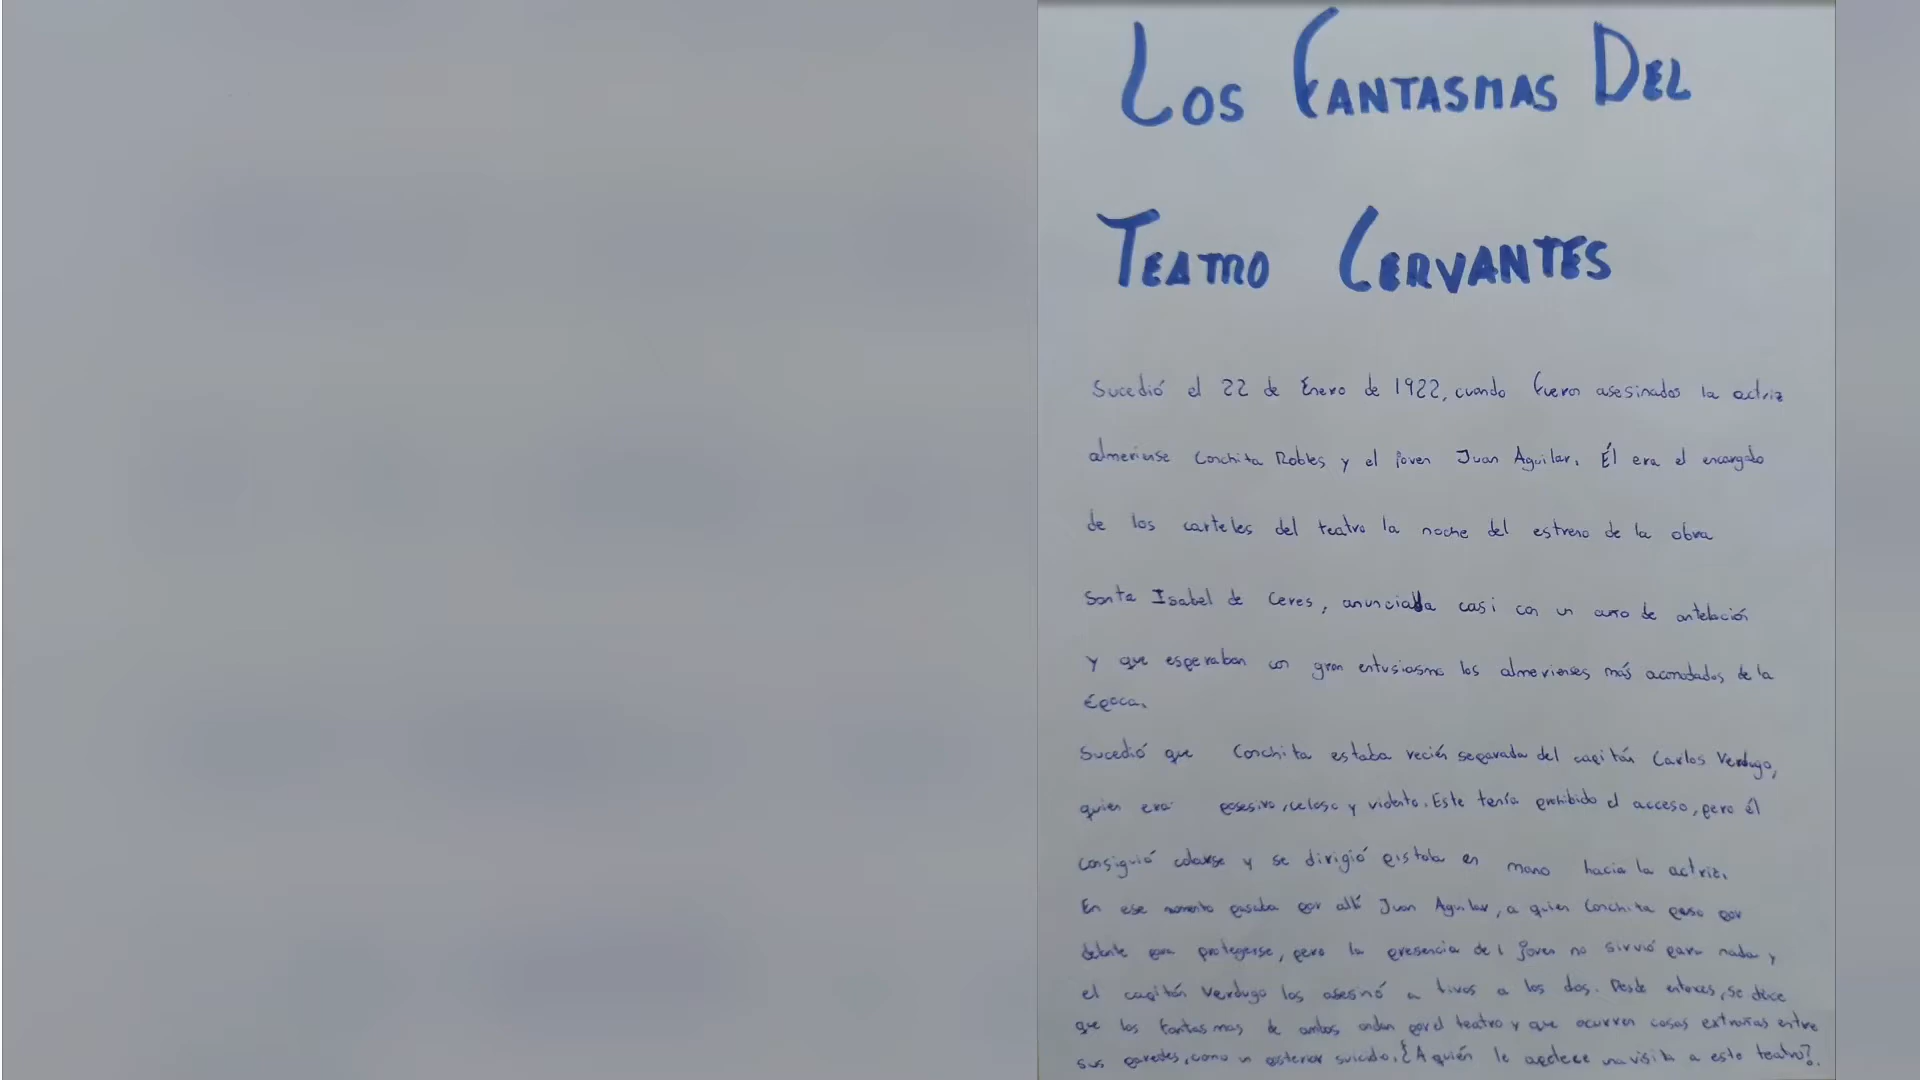 LOS FANTASMAS DEL
TEATRO CERVANTES
Sucedió el 22 de Enero de 1922, cuando fueron asesinados la actriz
almeriense Conchita Robles y el joven Juan Aguilar. Él era el encargado
de los carteles del teatro la noche del estreno de la obra
Santa Isabel de Ceres, anunciada casi con un año de antelación
y que esperaban con gran entusiasmo los almerienses más acomodados de la
época.
Sucedió que Conchita estaba recién separada del capitán Carlos Verdugo,
quien era posesivo, celoso y violento. Este tenía prohibido el acceso, pero él
consiguió colarse y se dirigió pistola en mano hacia la actriz.
En ese momento pasaba por allí Juan Aguilar, a quien Conchita puso por
delante para protegerse, pero la presencia del joven no sirvió para nada y
el capitán Verdugo los asesinó a tiros a los dos. Desde entonces, se dice
que los fantasmas de ambos andan por el teatro y que ocurren cosas extrañas entre
sus paredes, como un posterior suicidio. ¿A quién le apetece una visita a este teatro?.